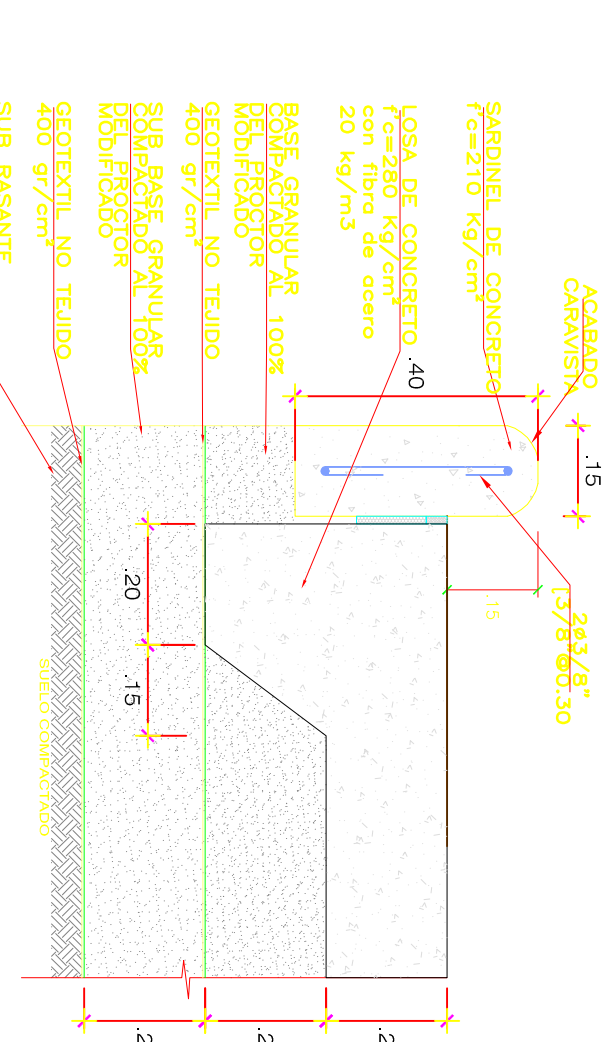 ACABADO
CARAVISTA
.15
SARDINEL DE CONCRETO
f'c=210 Kg/cm²
2ø3/8"
[3/8"@0.30
.40
.15
LOSA DE CONCRETO
f'c=280 Kg/cm²
con fibra de acero
20 kg/m3
BASE GRANULAR
COMPACTADO AL 100%
DEL PROCTOR
MODIFICADO
GEOTEXTIL NO TEJIDO
400 gr/cm²
SUB BASE GRANULAR
COMPACTADO AL 100%
DEL PROCTOR
MODIFICADO
.20
.15
GEOTEXTIL NO TEJIDO
400 gr/cm²
SUELO COMPACTADO
SUB RASANTE
.2
.2
.2